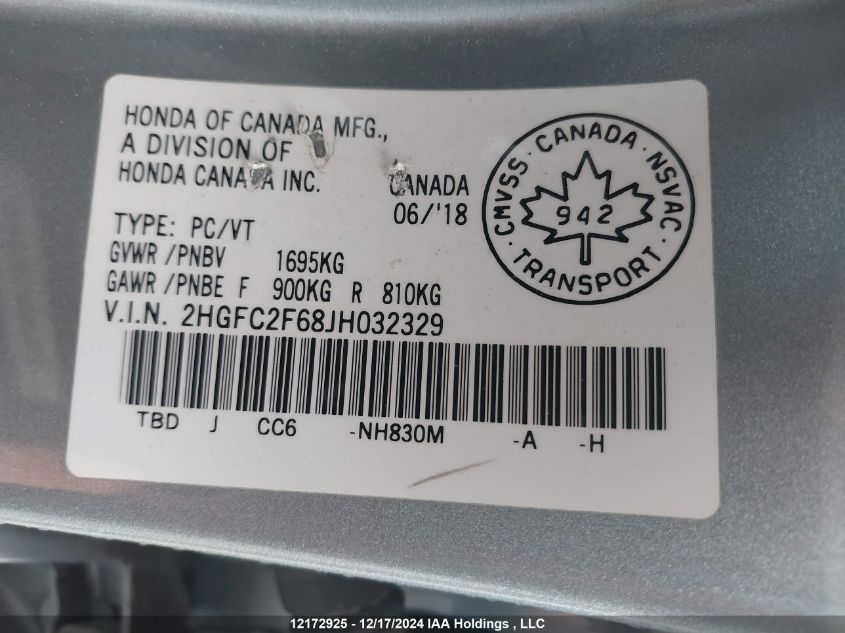 HONDA OF CANADA MFG.,
A DIVISION OF
HONDA CANADA INC.
CANADA
06/'18
TYPE: PC/VT
GVWR /PNBV 1695KG
GAWR /PNBE F 900KG R 810KG
V.I.N. 2HGFC2F68JH032329
TBD J CC6 -NH830M -A -H
CMVSS · CANADA · NSVAC · TRANSPORT ·
942
12172925 - 12/17/2024 IAA Holdings , LLC